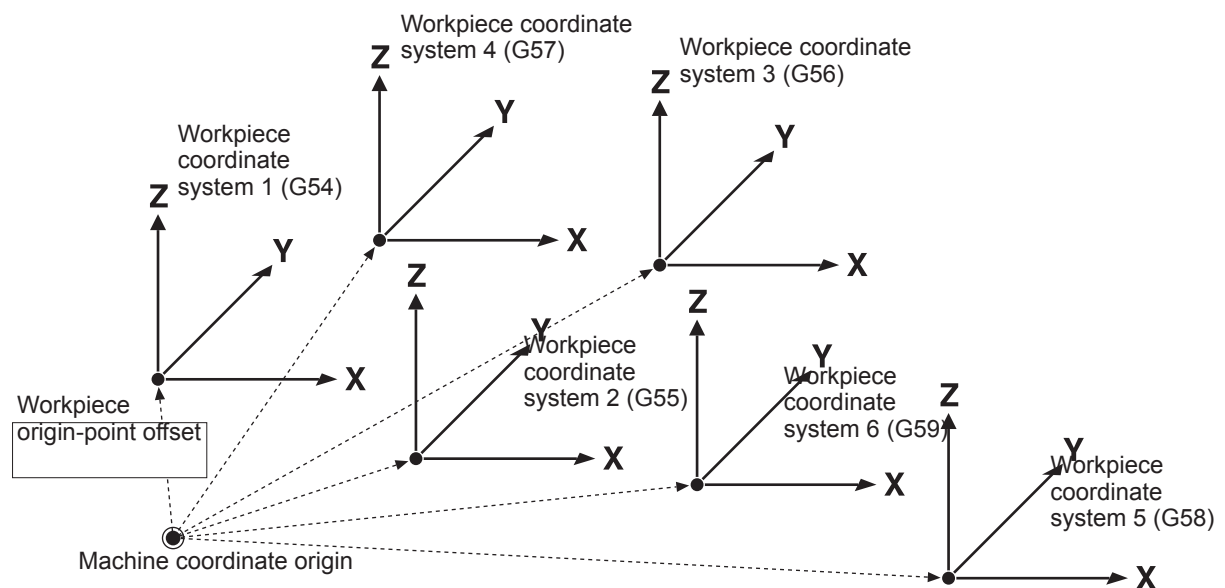 Workpiece coordinate
system 4 (G57)
Z
Y
X
Workpiece coordinate
system 3 (G56)
Z
Y
X
Workpiece
coordinate
system 1 (G54)
Z
Y
X
Z
Y
X
Workpiece
coordinate
system 2 (G55)
Z
Y
X
Workpiece
coordinate
system 6 (G59)
Z
Y
X
Workpiece
coordinate
system 5 (G58)
Workpiece
origin-point offset
Machine coordinate origin